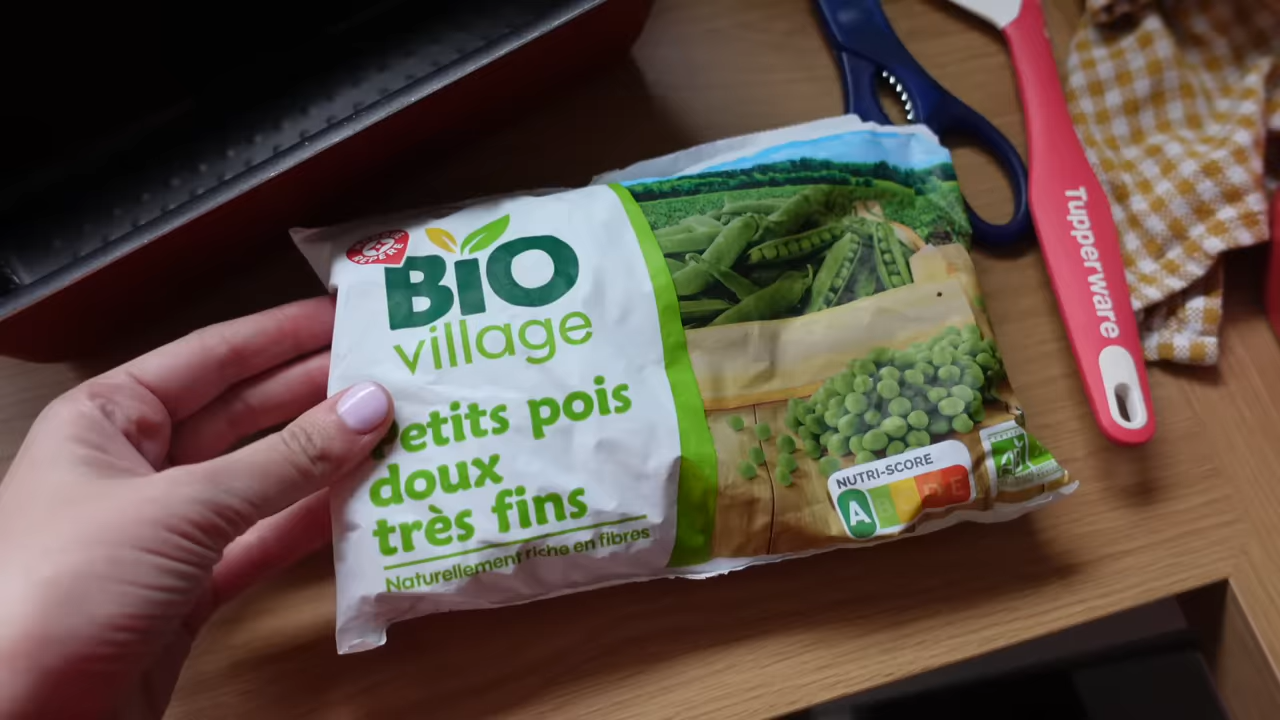 BIO
village
etits pois
doux
très fins
Naturellement riche en fibres
NUTRI-SCORE
A B C D E
Tupperware